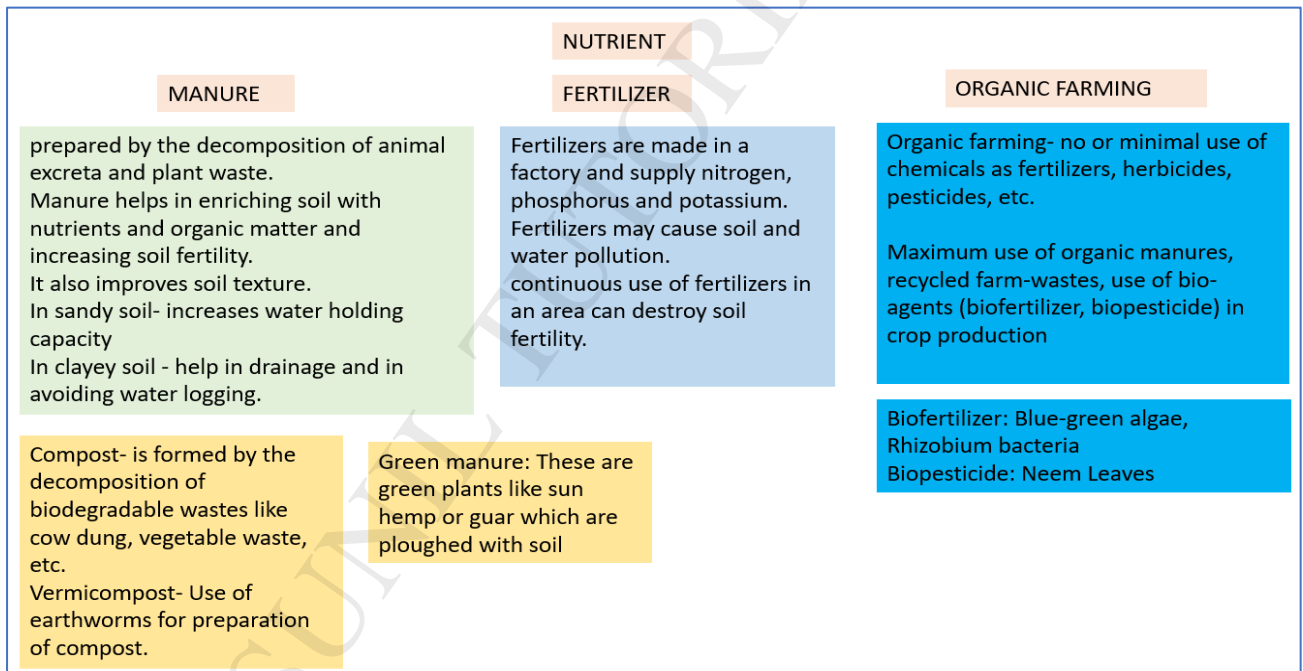 NUTRIENT
MANURE
FERTILIZER
ORGANIC FARMING
prepared by the decomposition of animal
excreta and plant waste.
Manure helps in enriching soil with
nutrients and organic matter and
increasing soil fertility.
It also improves soil texture.
In sandy soil- increases water holding
capacity
In clayey soil - help in drainage and in
avoiding water logging.
Fertilizers are made in a
factory and supply nitrogen,
phosphorus and potassium.
Fertilizers may cause soil and
water pollution.
continuous use of fertilizers in
an area can destroy soil
fertility.
Organic farming- no or minimal use of
chemicals as fertilizers, herbicides,
pesticides, etc.
Maximum use of organic manures,
recycled farm-wastes, use of bio-
agents (biofertilizer, biopesticide) in
crop production
Biofertilizer: Blue-green algae,
Rhizobium bacteria
Biopesticide: Neem Leaves
Compost- is formed by the
decomposition of
biodegradable wastes like
cow dung, vegetable waste,
etc.
Vermicompost- Use of
earthworms for preparation
of compost.
Green manure: These are
green plants like sun
hemp or guar which are
ploughed with soil
SUNIL